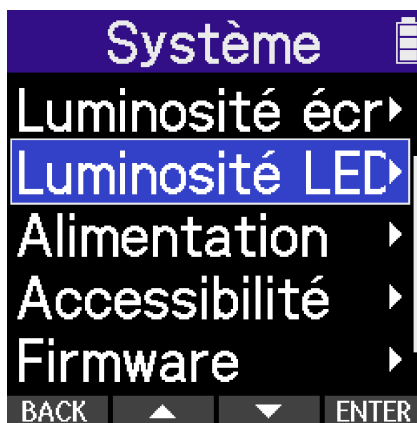 Système
Luminosité écr
Luminosité LED
Alimentation
Accessibilité
Firmware
BACK ENTER